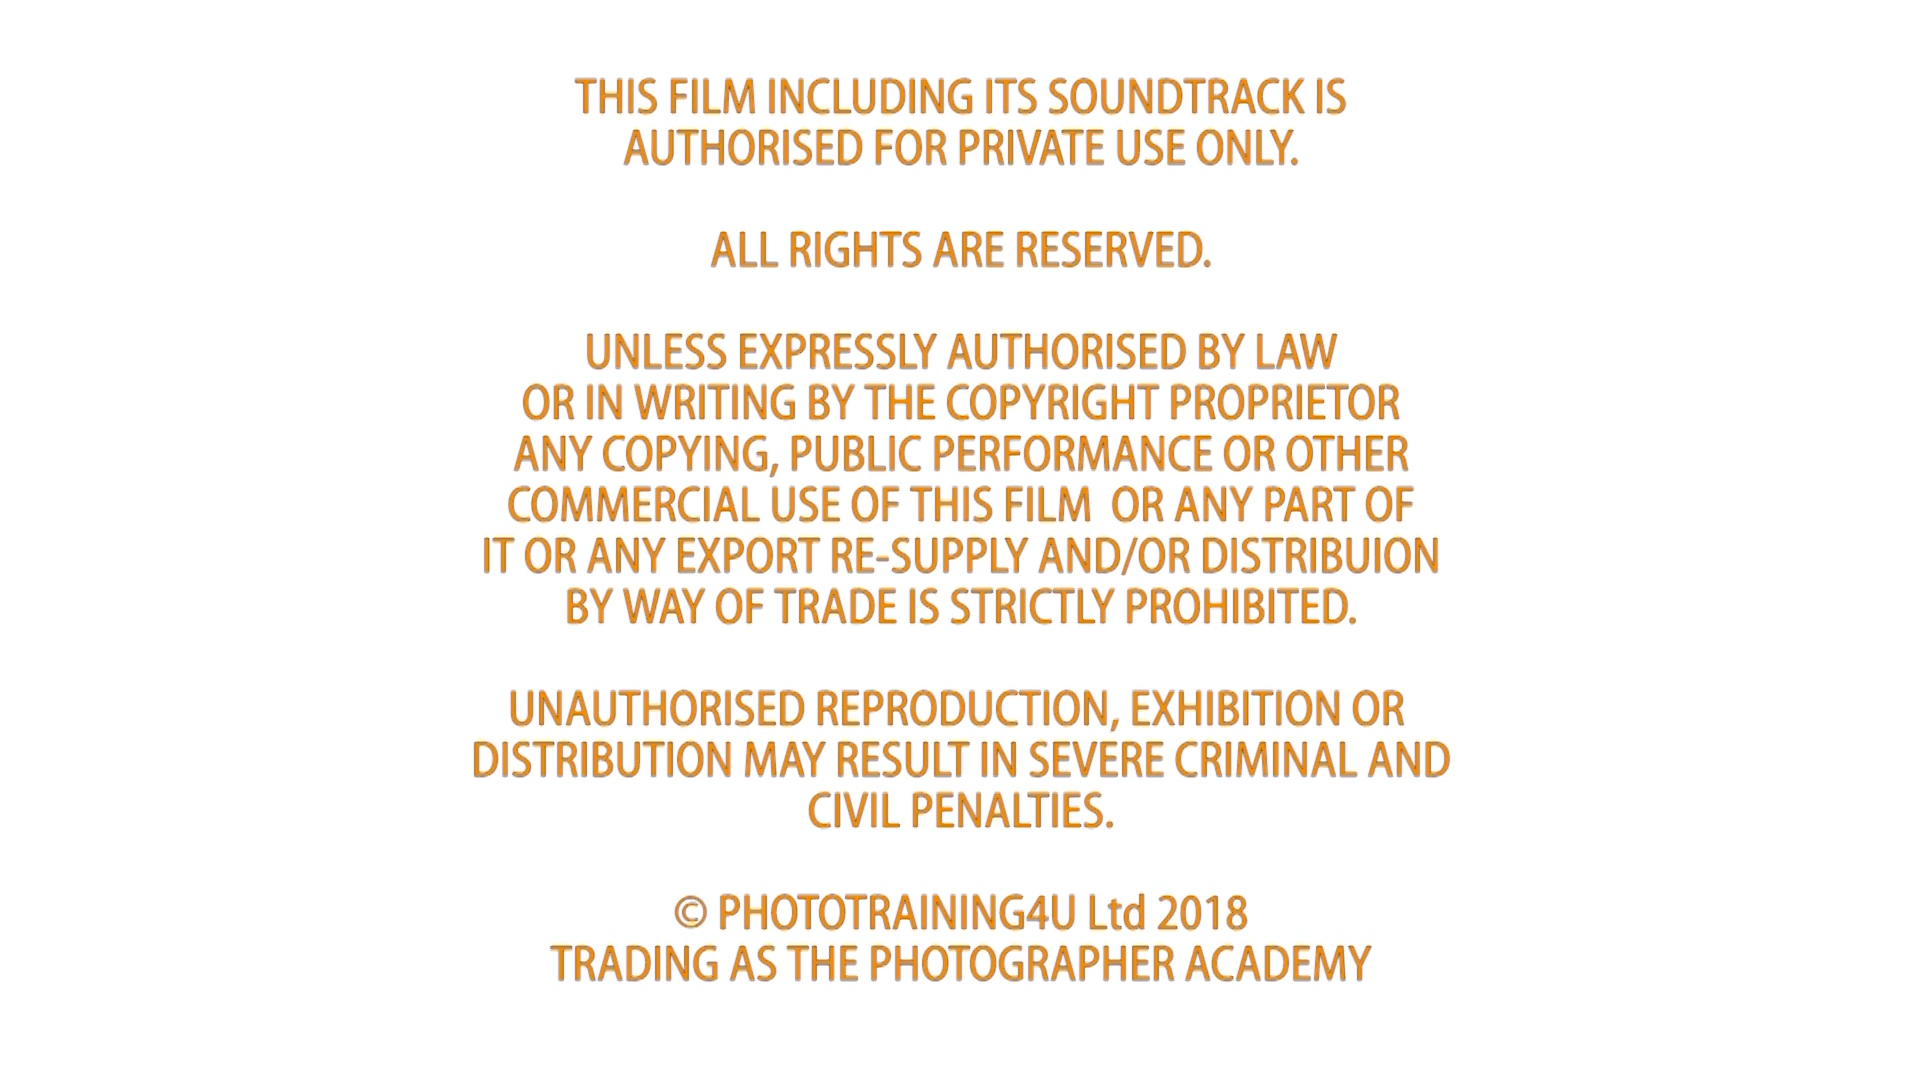 THIS FILM INCLUDING ITS SOUNDTRACK IS
AUTHORISED FOR PRIVATE USE ONLY.
ALL RIGHTS ARE RESERVED.
UNLESS EXPRESSLY AUTHORISED BY LAW
OR IN WRITING BY THE COPYRIGHT PROPRIETOR
ANY COPYING, PUBLIC PERFORMANCE OR OTHER
COMMERCIAL USE OF THIS FILM  OR ANY PART OF
IT OR ANY EXPORT RE-SUPPLY AND/OR DISTRIBUION
BY WAY OF TRADE IS STRICTLY PROHIBITED.
UNAUTHORISED REPRODUCTION, EXHIBITION OR
DISTRIBUTION MAY RESULT IN SEVERE CRIMINAL AND
CIVIL PENALTIES.
© PHOTOTRAINING4U Ltd 2018
TRADING AS THE PHOTOGRAPHER ACADEMY